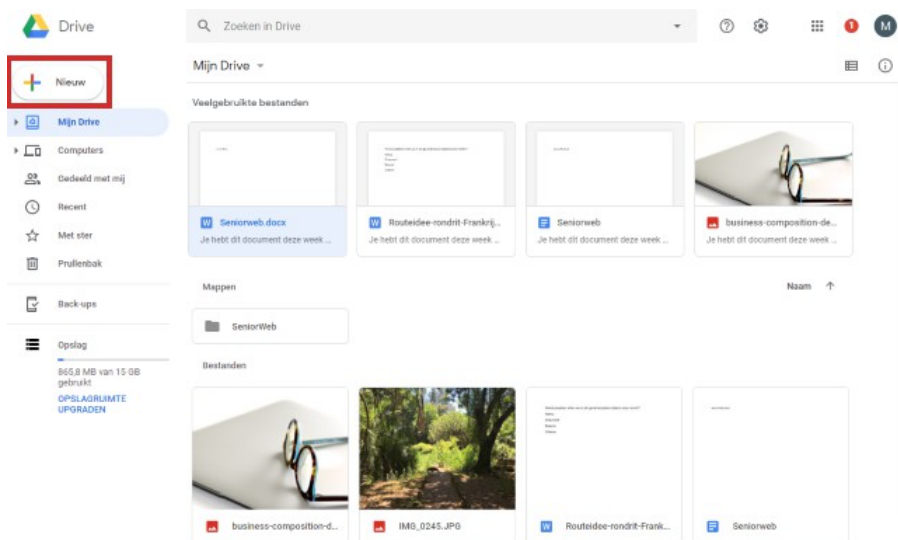 Drive
Zoeken in Drive
1
M
Nieuw
Mijn Drive
Mijn Drive
Computers
Gedeeld met mij
Recent
Met ster
Prullenbak
Back-ups
Opslag
865,8 MB van 15 GB
gebruikt
OPSLAGRUIMTE
UPGRADEN
Veelgebruikte bestanden
W Seniorweb.docx
Je hebt dit document deze week ...
W Routeidee-rondrit-Frankrij...
Je hebt dit document deze week ...
Seniorweb
Je hebt dit document deze week ...
business-composition-de...
Je hebt dit document deze week ...
Mappen
Naam
SeniorWeb
Bestanden
business-composition-d...
IMG_0245.JPG
W Routeidee-rondrit-Frank...
Seniorweb